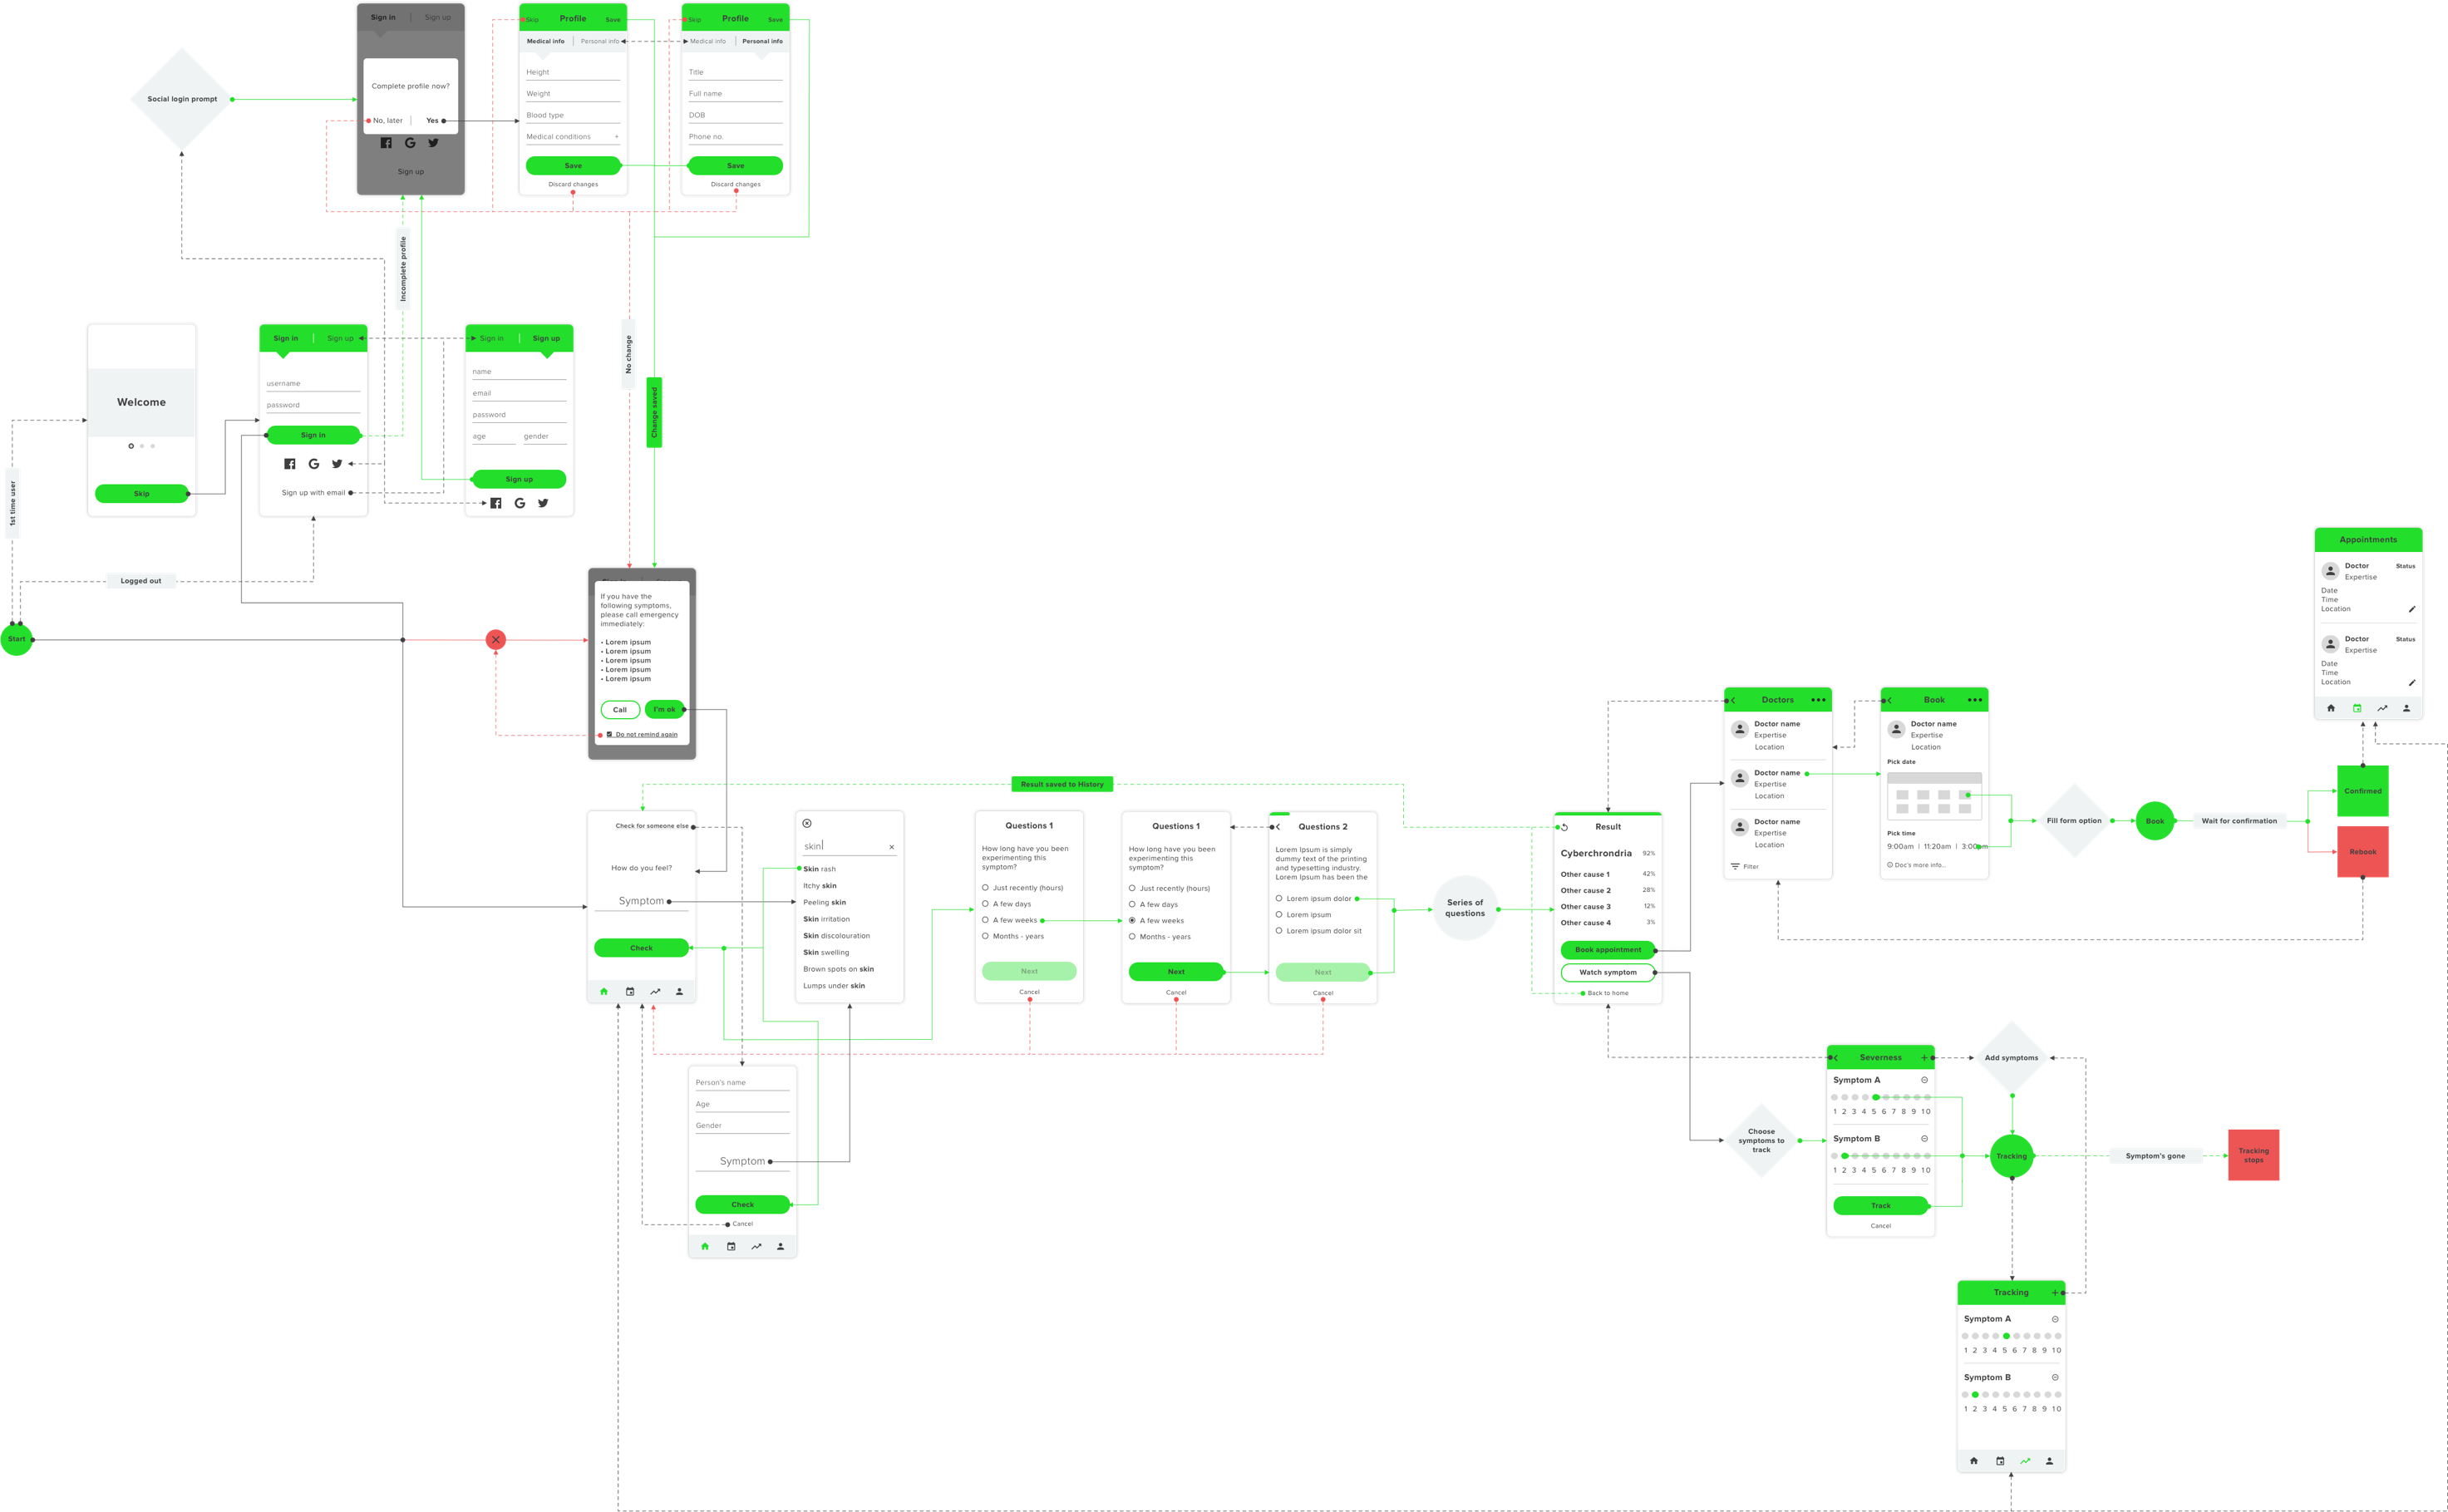 Sign in
Sign up
Complete profile now?
No, later
Yes
Sign up
Skip
Profile
Save
Medical info
Personal info
Height
Weight
Blood type
Medical conditions +
Save
Discard changes
Skip
Profile
Save
Medical info
Personal info
Title
Full name
DOB
Phone no.
Save
Discard changes
Social login prompt
Incomplete profile
No change
Change saved
Welcome
Skip
Sign in
Sign up
username
password
Sign in
Sign up with email
Sign in
Sign up
name
email
password
age
gender
Sign up
1st time user
Logged out
Start
If you have the
following symptoms,
please call emergency
immediately:
• Lorem ipsum
• Lorem ipsum
• Lorem ipsum
• Lorem ipsum
• Lorem ipsum
Call
I'm ok
Do not remind again
Result saved to History
Check for someone else
How do you feel?
Symptom
Check
skin
Skin rash
Itchy skin
Peeling skin
Skin irritation
Skin discolouration
Skin swelling
Brown spots on skin
Lumps under skin
Questions 1
How long have you been
experimenting this
symptom?
Just recently (hours)
A few days
A few weeks
Months - years
Next
Cancel
Questions 1
How long have you been
experimenting this
symptom?
Just recently (hours)
A few days
A few weeks
Months - years
Next
Cancel
Questions 2
Lorem Ipsum is simply
dummy text of the printing
and typesetting industry.
Lorem Ipsum has been the
Lorem ipsum dolor
Lorem ipsum
Lorem ipsum dolor sit
Next
Cancel
Series of
questions
Result
Cyberchrondria 92%
Other cause 1 42%
Other cause 2 28%
Other cause 3 12%
Other cause 4 3%
Book appointment
Watch symptom
Back to home
Person's name
Age
Gender
Symptom
Check
Cancel
Doctors
Doctor name
Expertise
Location
Doctor name
Expertise
Location
Doctor name
Expertise
Location
Filter
Book
Doctor name
Expertise
Location
Pick date
Pick time
9:00am | 11:20am | 3:00pm
Doc's more info...
Fill form option
Book
Wait for confirmation
Confirmed
Rebook
Appointments
Doctor
Status
Expertise
Date
Time
Location
Doctor
Status
Expertise
Date
Time
Location
Choose
symptoms to
track
Severness +
Symptom A
1 2 3 4 5 6 7 8 9 10
Symptom B
1 2 3 4 5 6 7 8 9 10
Track
Cancel
Add symptoms
Tracking
Symptom's gone
Tracking
stops
Tracking +
Symptom A
1 2 3 4 5 6 7 8 9 10
Symptom B
1 2 3 4 5 6 7 8 9 10